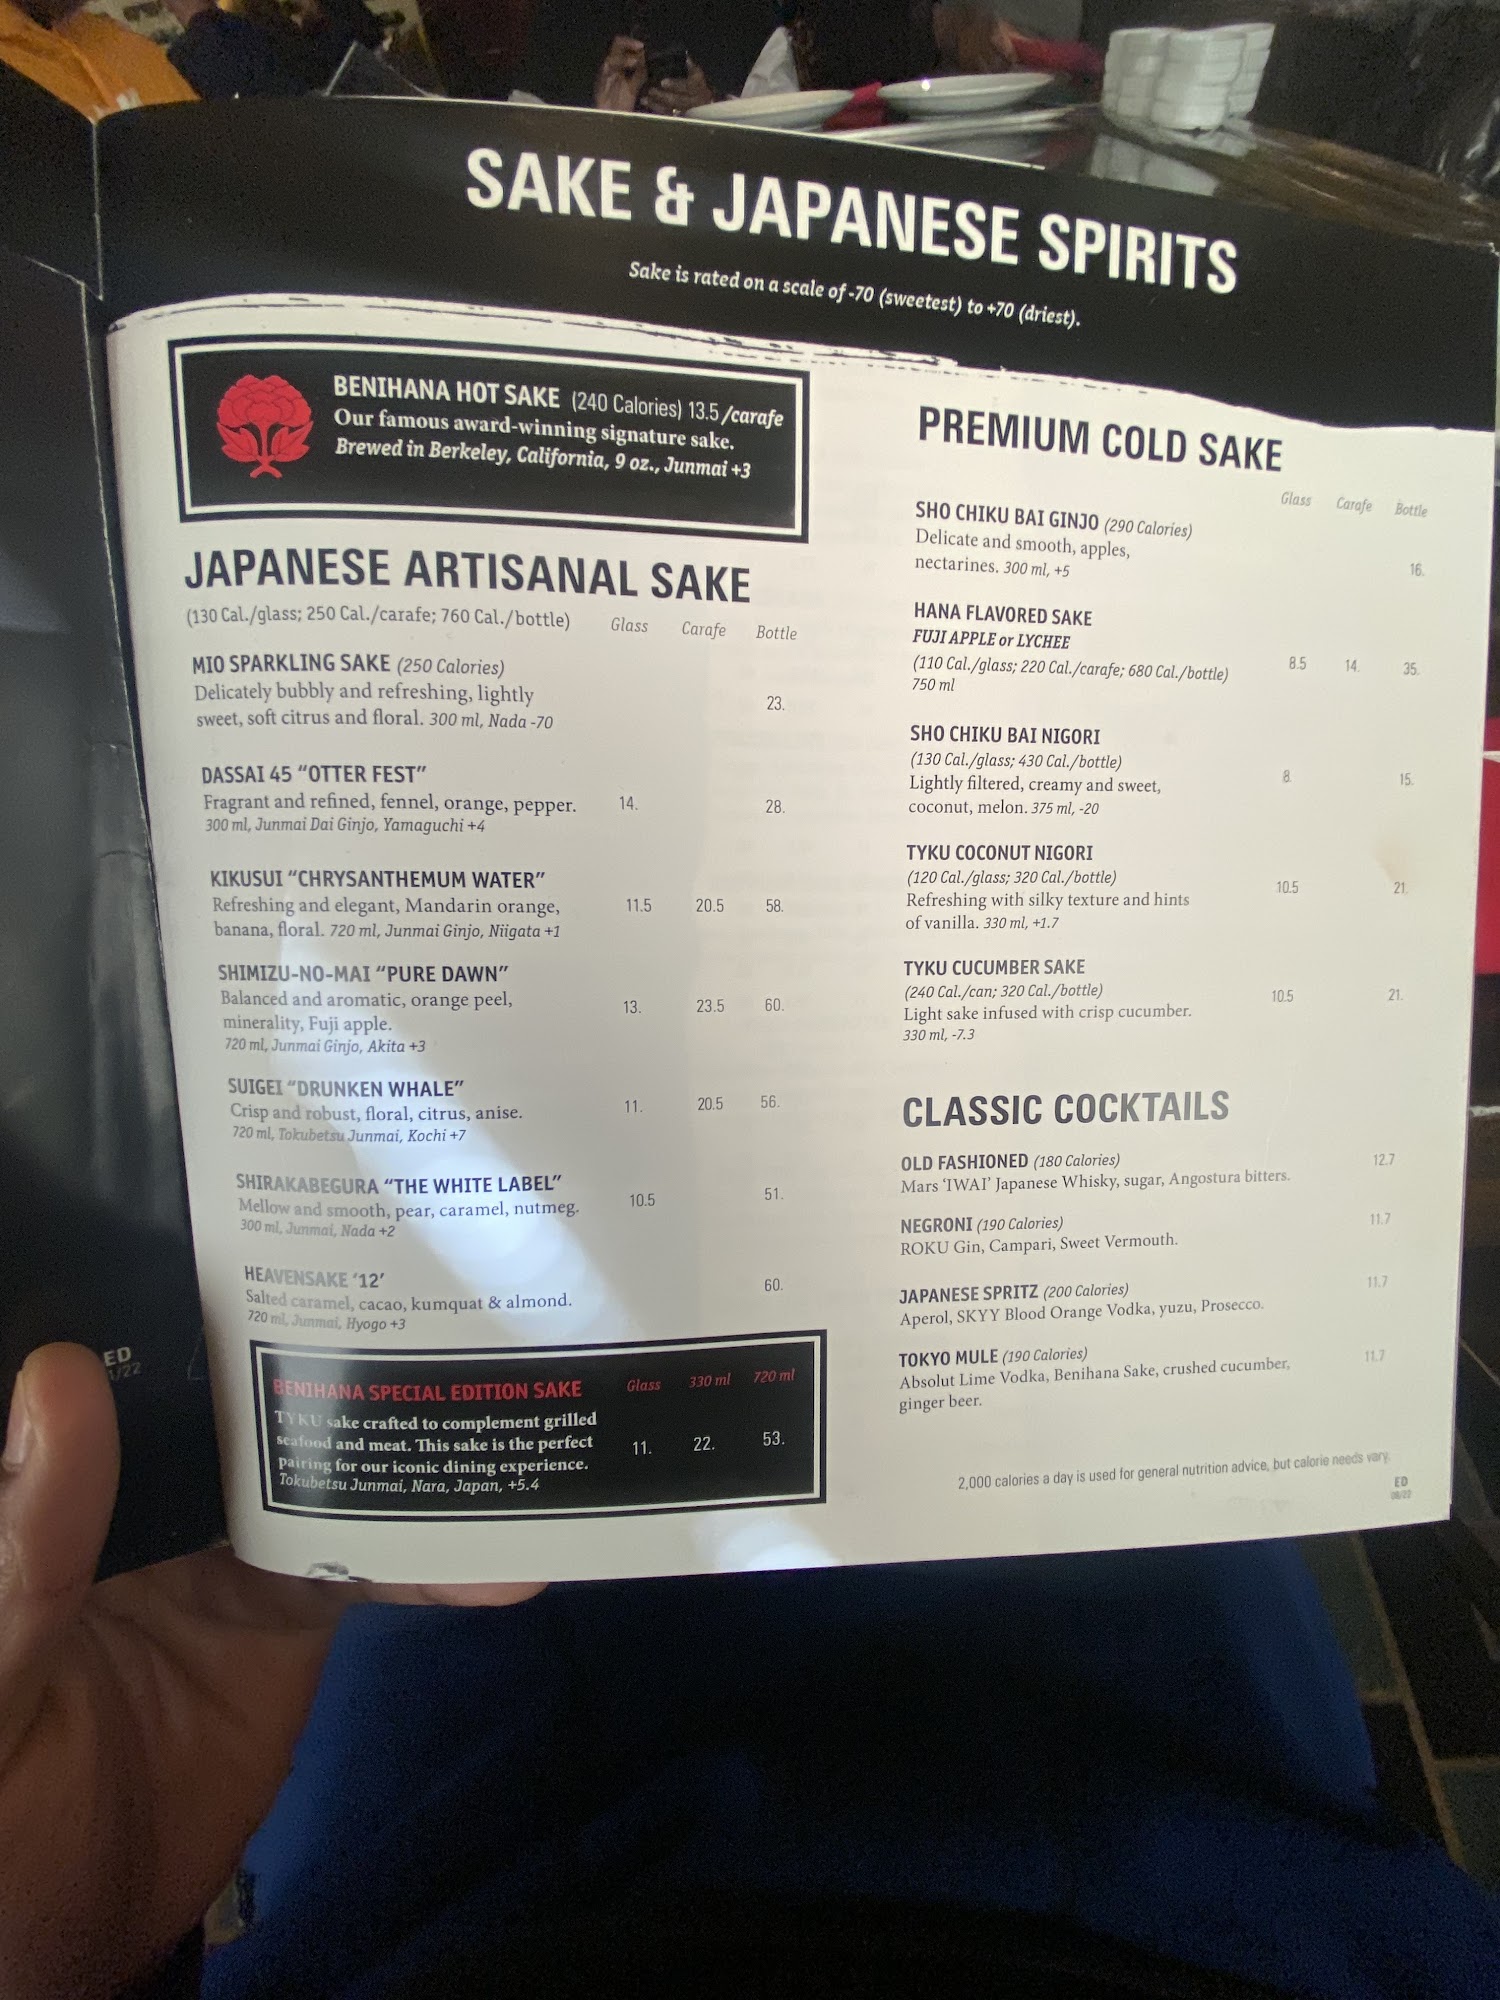 SAKE & JAPANESE SPIRITS
Sake is rated on a scale of -70 (sweetest) to +70 (driest).
BENIHANA HOT SAKE (240 Calories) 13.5/carafe
Our famous award-winning signature sake.
Brewed in Berkeley, California, 9 oz., Junmai +3
JAPANESE ARTISANAL SAKE
(130 Cal./glass; 250 Cal./carafe; 760 Cal./bottle) Glass Carafe Bottle
MIO SPARKLING SAKE (250 Calories)
Delicately bubbly and refreshing, lightly 23.
sweet, soft citrus and floral. 300 ml, Nada -70
DASSAI 45 “OTTER FEST”
Fragrant and refined, fennel, orange, pepper. 14. 28.
300 ml, Junmai Dai Ginjo, Yamaguchi +4
KIKUSUI “CHRYSANTHEMUM WATER”
Refreshing and elegant, Mandarin orange, 11.5 20.5 58.
banana, floral. 720 ml, Junmai Ginjo, Niigata +1
SHIMIZU-NO-MAI “PURE DAWN”
Balanced and aromatic, orange peel, 13. 23.5 60.
minerality, Fuji apple.
720 ml, Junmai Ginjo, Akita +3
SUIGEI “DRUNKEN WHALE”
Crisp and robust, floral, citrus, anise. 11. 20.5 56.
720 ml, Tokubetsu Junmai, Kochi +7
SHIRAKABEGURA “THE WHITE LABEL”
Mellow and smooth, pear, caramel, nutmeg. 10.5 51.
300 ml, Junmai, Nada +2
HEAVENSAKE ‘12’ 60.
Salted caramel, cacao, kumquat & almond.
720 ml, Junmai, Hyogo +3
BENIHANA SPECIAL EDITION SAKE Glass 330 ml 720 ml
TYKU sake crafted to complement grilled
seafood and meat. This sake is the perfect 11. 22. 53.
pairing for our iconic dining experience.
Tokubetsu Junmai, Nara, Japan, +5.4
PREMIUM COLD SAKE
Glass Carafe Bottle
SHO CHIKU BAI GINJO (290 Calories)
Delicate and smooth, apples,
nectarines. 300 ml, +5 16.
HANA FLAVORED SAKE
FUJI APPLE or LYCHEE
(110 Cal./glass; 220 Cal./carafe; 680 Cal./bottle) 8.5 14. 35.
750 ml
SHO CHIKU BAI NIGORI
(130 Cal./glass; 430 Cal./bottle)
Lightly filtered, creamy and sweet, 8. 15.
coconut, melon. 375 ml, -20
TYKU COCONUT NIGORI
(120 Cal./glass; 320 Cal./bottle)
Refreshing with silky texture and hints 10.5 21.
of vanilla. 330 ml, +1.7
TYKU CUCUMBER SAKE
(240 Cal./can; 320 Cal./bottle) 10.5 21.
Light sake infused with crisp cucumber.
330 ml, -7.3
CLASSIC COCKTAILS
OLD FASHIONED (180 Calories) 12.7
Mars ‘IWAI’ Japanese Whisky, sugar, Angostura bitters.
NEGRONI (190 Calories) 11.7
ROKU Gin, Campari, Sweet Vermouth.
JAPANESE SPRITZ (200 Calories) 11.7
Aperol, SKYY Blood Orange Vodka, yuzu, Prosecco.
TOKYO MULE (190 Calories) 11.7
Absolut Lime Vodka, Benihana Sake, crushed cucumber,
ginger beer.
2,000 calories a day is used for general nutrition advice, but calorie needs vary.
ED
ED
/22